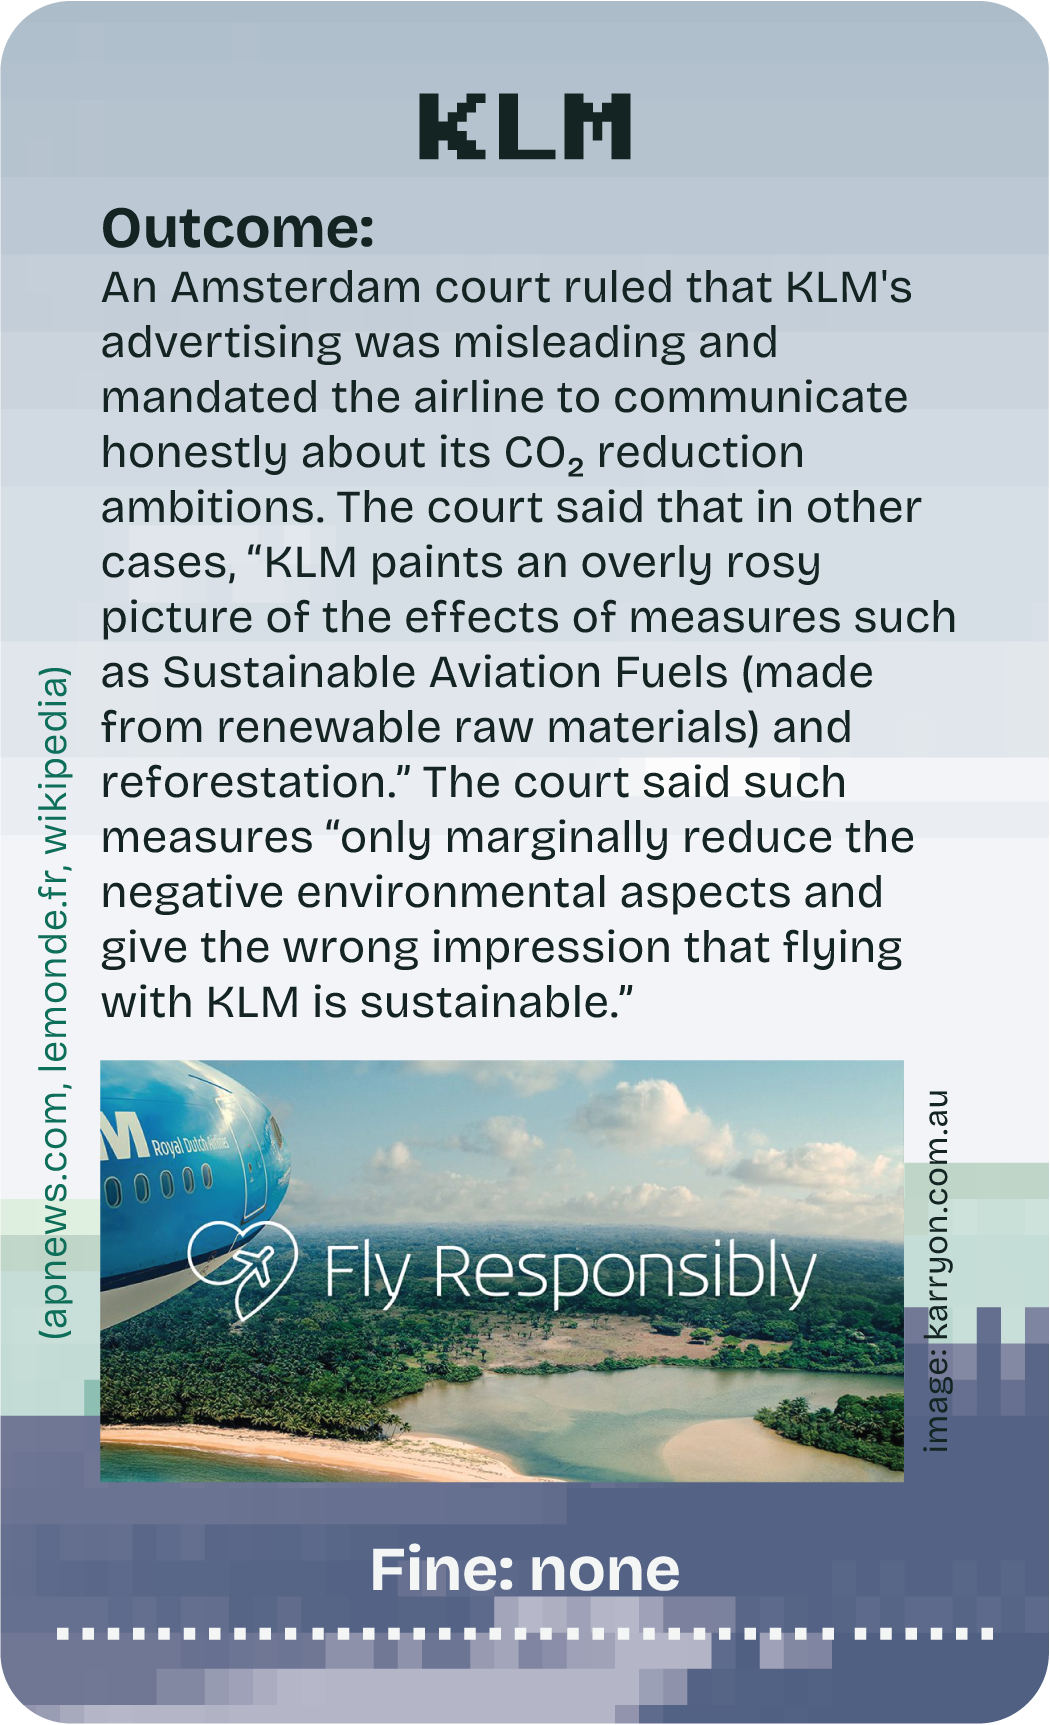 KLM
Outcome:
An Amsterdam court ruled that KLM's
advertising was misleading and
mandated the airline to communicate
honestly about its CO₂ reduction
ambitions. The court said that in other
cases, “KLM paints an overly rosy
picture of the effects of measures such
as Sustainable Aviation Fuels (made
from renewable raw materials) and
reforestation.” The court said such
measures “only marginally reduce the
negative environmental aspects and
give the wrong impression that flying
with KLM is sustainable.”
(apnews.com, lemonde.fr, wikipedia)
M Royal Dutch Airlines
Fly Responsibly
image: karryon.com.au
Fine: none